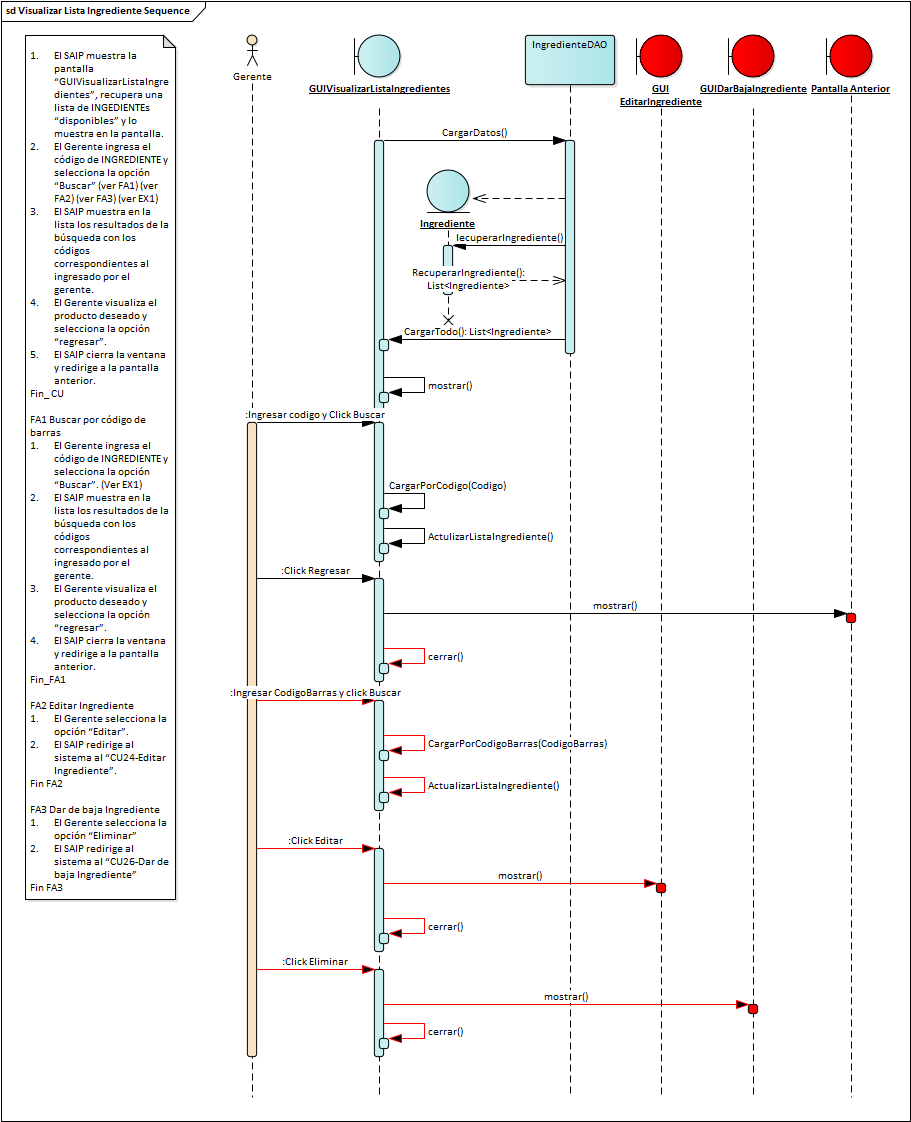 sd Visualizar Lista Ingrediente Sequence
1. El SAIP muestra la
pantalla
“GUIVisualizarListaIngre
dientes”, recupera una
lista de INGEDIENTEs
“disponibles” y lo
muestra en la pantalla.
2. El Gerente ingresa el
código de INGREDIENTE y
selecciona la opción
“Buscar” (ver FA1) (ver
FA2) (ver FA3) (ver EX1)
3. El SAIP muestra en la
lista los resultados de la
búsqueda con los
códigos
correspondientes al
ingresado por el
gerente.
4. El Gerente visualiza el
producto deseado y
selecciona la opción
“regresar”.
5. El SAIP cierra la ventana
y redirige a la pantalla
anterior.
Fin_ CU
FA1 Buscar por código de
barras
1. El Gerente ingresa el
código de INGREDIENTE y
selecciona la opción
“Buscar”. (Ver EX1)
2. El SAIP muestra en la
lista los resultados de la
búsqueda con los
códigos
correspondientes al
ingresado por el
gerente.
3. El Gerente visualiza el
producto deseado y
selecciona la opción
“regresar”.
4. El SAIP cierra la ventana
y redirige a la pantalla
anterior.
Fin_FA1
FA2 Editar Ingrediente
1. El Gerente selecciona la
opción “Editar”.
2. El SAIP redirige al
sistema al “CU24-Editar
Ingrediente”.
Fin FA2
FA3 Dar de baja Ingrediente
1. El Gerente selecciona la
opción “Eliminar”
2. El SAIP redirige al
sistema al “CU26-Dar de
baja Ingrediente”
Fin FA3
Gerente
GUIVisualizarListaIngredientes
IngredienteDAO
GUI
EditarIngrediente
GUIDarBajaIngrediente
Pantalla Anterior
CargarDatos()
Ingrediente
lecuperarIngrediente()
RecuperarIngrediente():
List<Ingrediente>
CargarTodo(): List<Ingrediente>
mostrar()
:Ingresar codigo y Click Buscar
CargarPorCodigo(Codigo)
ActulizarListaIngrediente()
:Click Regresar
mostrar()
cerrar()
:Ingresar CodigoBarras y click Buscar
CargarPorCodigoBarras(CodigoBarras)
ActualizarListaIngrediente()
:Click Editar
mostrar()
cerrar()
:Click Eliminar
mostrar()
cerrar()